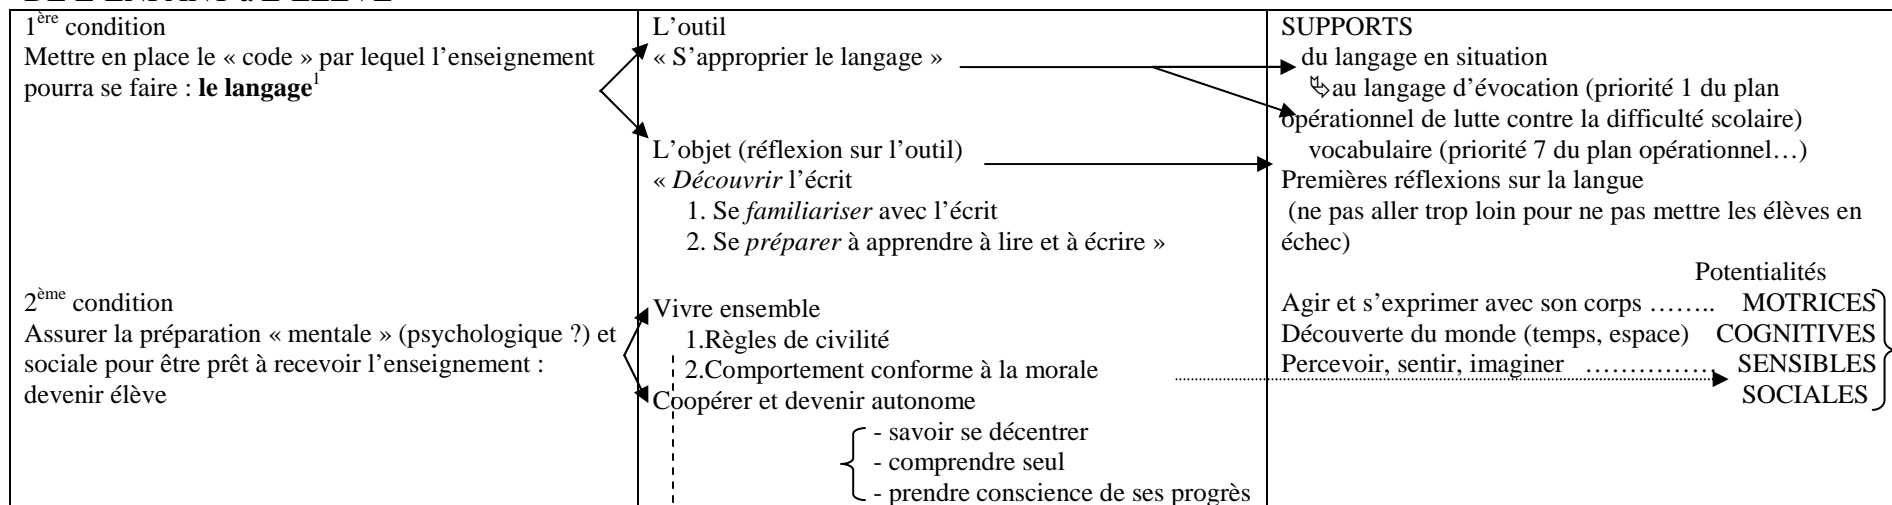 DE L'ENFANT à L'ELEVE
1ère condition
Mettre en place le « code » par lequel l'enseignement
pourra se faire : le langage1
2ème condition
Assurer la préparation « mentale » (psychologique ?) et
sociale pour être prêt à recevoir l'enseignement :
devenir élève
L'outil
« S'approprier le langage »
L'objet (réflexion sur l'outil)
« Découvrir l'écrit
1. Se familiariser avec l'écrit
2. Se préparer à apprendre à lire et à écrire »
Vivre ensemble
1.Règles de civilité
2.Comportement conforme à la morale
Coopérer et devenir autonome
- savoir se décentrer
- comprendre seul
- prendre conscience de ses progrès
SUPPORTS
du langage en situation
au langage d'évocation (priorité 1 du plan
opérationnel de lutte contre la difficulté scolaire)
vocabulaire (priorité 7 du plan opérationnel…)
Premières réflexions sur la langue
(ne pas aller trop loin pour ne pas mettre les élèves en
échec)
Potentialités
Agir et s'exprimer avec son corps …….. MOTRICES
Découverte du monde (temps, espace) COGNITIVES
Percevoir, sentir, imaginer …………… SENSIBLES
SOCIALES